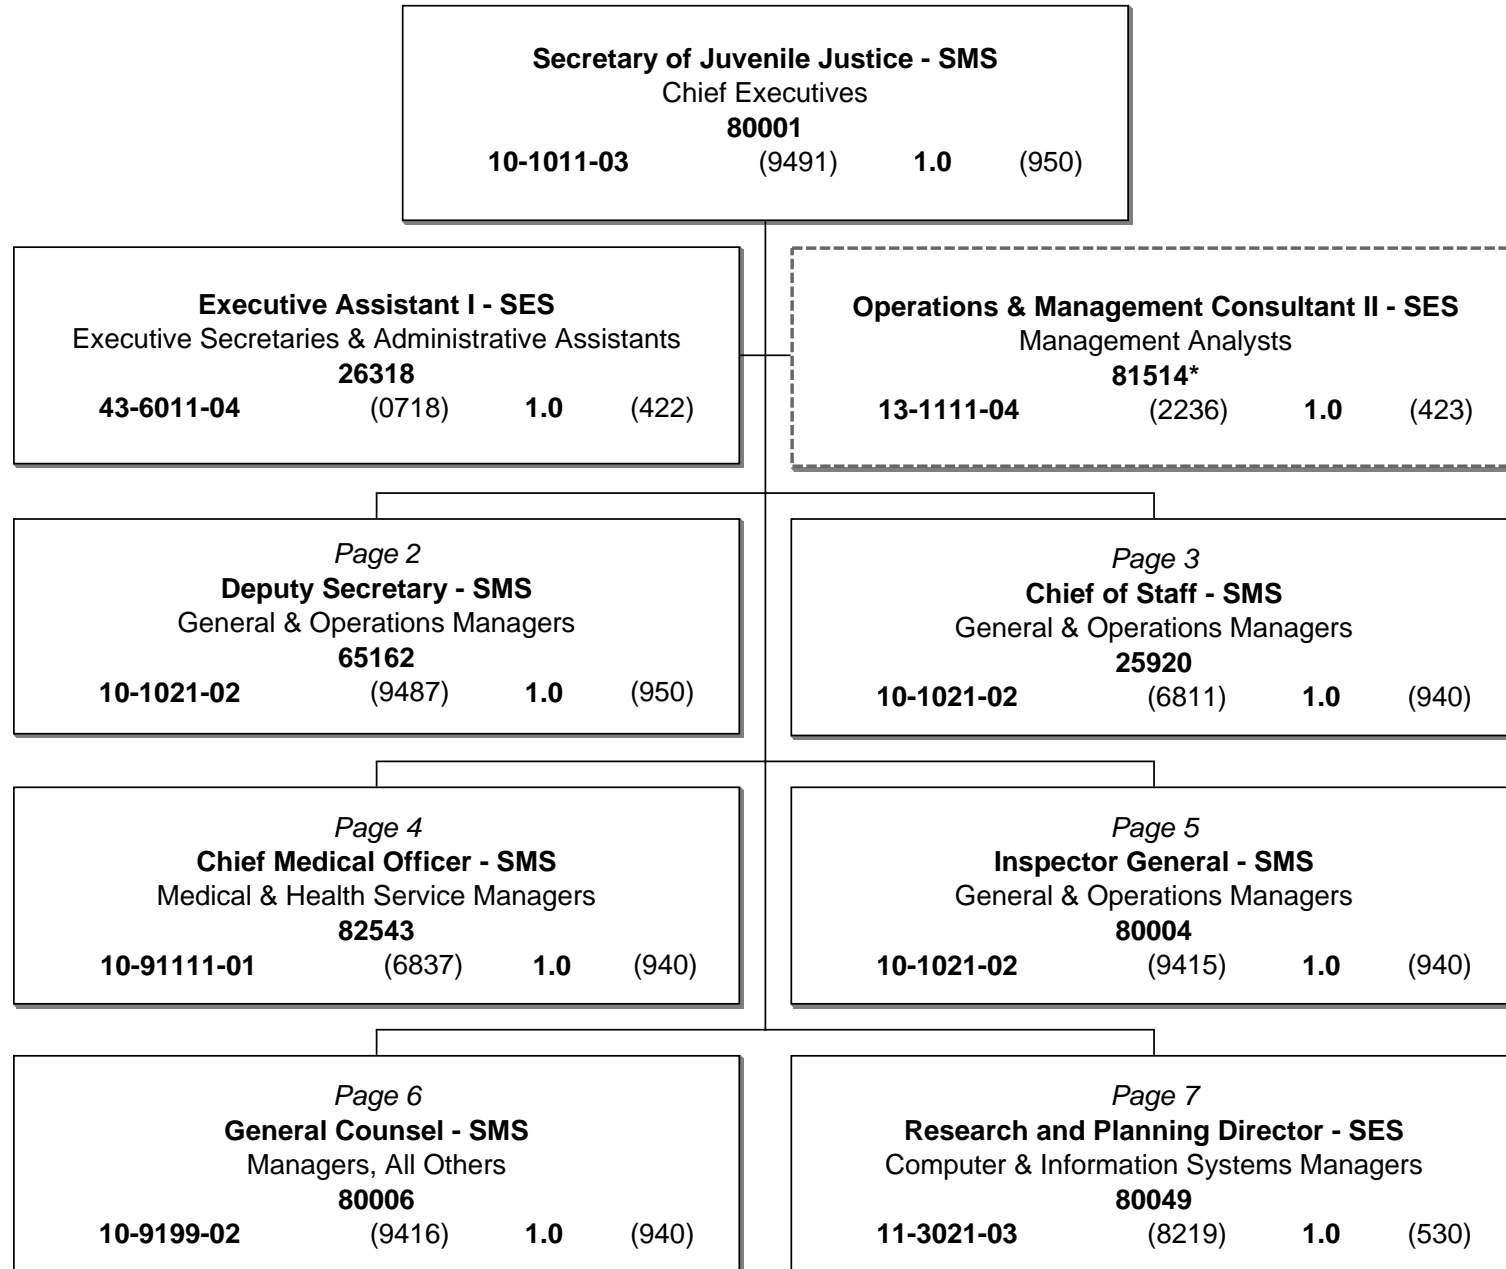 Secretary of Juvenile Justice - SMS
Chief Executives
80001
10-1011-03 (9491) 1.0 (950)
Executive Assistant I - SES
Executive Secretaries & Administrative Assistants
26318
43-6011-04 (0718) 1.0 (422)
Operations & Management Consultant II - SES
Management Analysts
81514*
13-1111-04 (2236) 1.0 (423)
Page 2
Deputy Secretary - SMS
General & Operations Managers
65162
10-1021-02 (9487) 1.0 (950)
Page 3
Chief of Staff - SMS
General & Operations Managers
25920
10-1021-02 (6811) 1.0 (940)
Page 4
Chief Medical Officer - SMS
Medical & Health Service Managers
82543
10-91111-01 (6837) 1.0 (940)
Page 5
Inspector General - SMS
General & Operations Managers
80004
10-1021-02 (9415) 1.0 (940)
Page 6
General Counsel - SMS
Managers, All Others
80006
10-9199-02 (9416) 1.0 (940)
Page 7
Research and Planning Director - SES
Computer & Information Systems Managers
80049
11-3021-03 (8219) 1.0 (530)